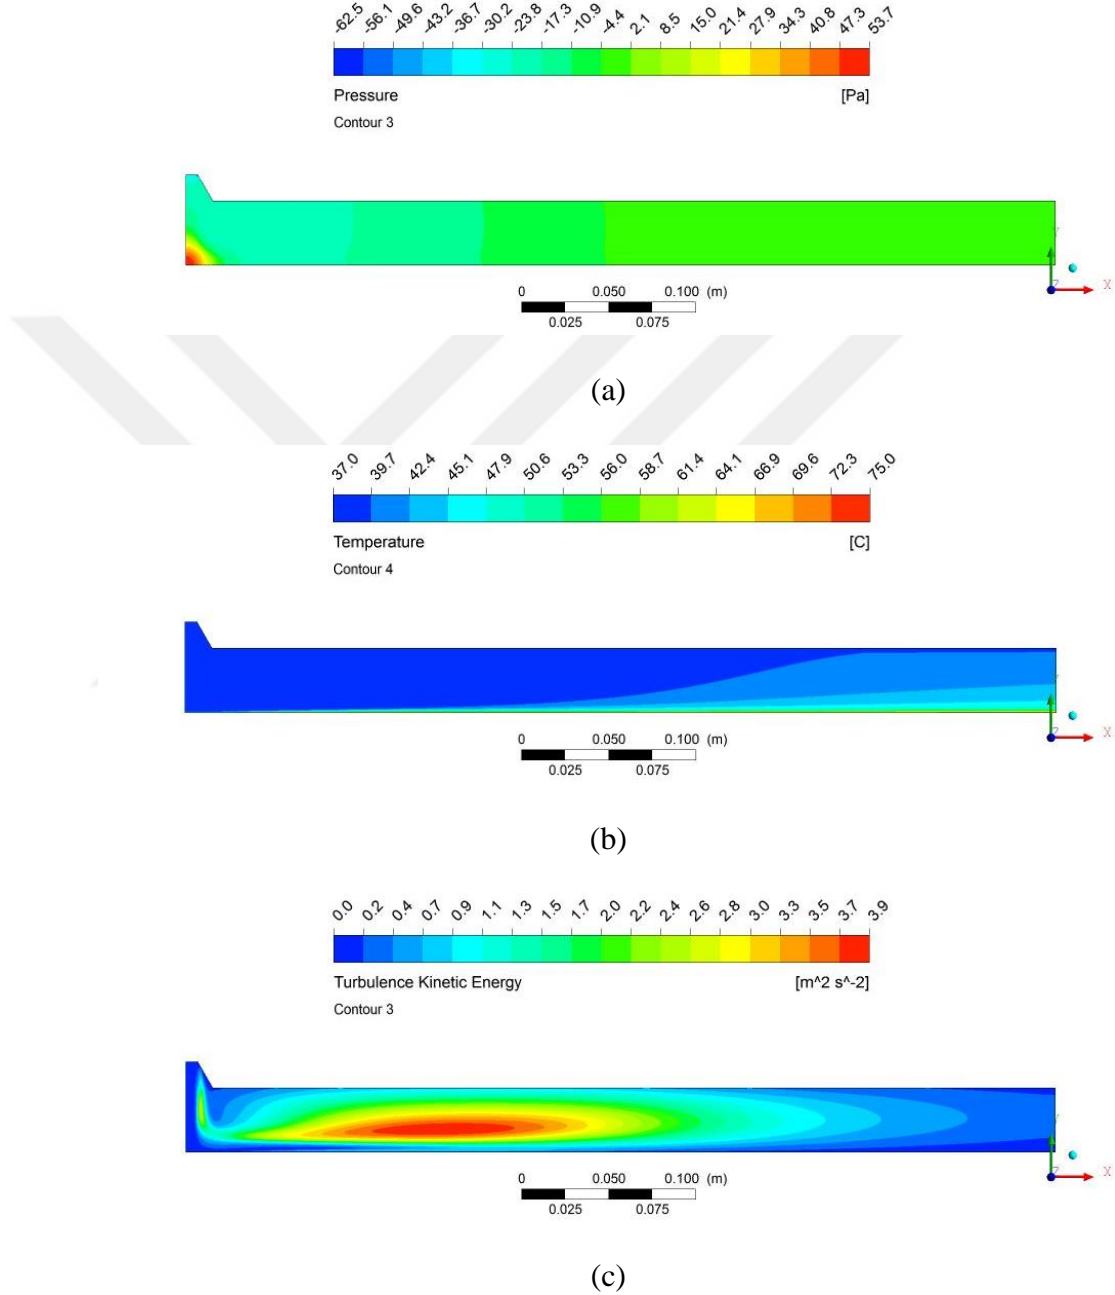 -62.5 -56.1 -49.6 -43.2 -36.7 -30.2 -23.8 -17.3 -10.9 -4.4 2.1 8.5 15.0 21.4 27.9 34.3 40.8 47.3 53.7
Pressure [Pa]
Contour 3
Y
Z X
0 0.050 0.100 (m)
0.025 0.075
(a)
37.0 39.7 42.4 45.1 47.9 50.6 53.3 56.0 58.7 61.4 64.1 66.9 69.6 72.3 75.0
Temperature [C]
Contour 4
Y
Z X
0 0.050 0.100 (m)
0.025 0.075
(b)
0.0 0.2 0.4 0.7 0.9 1.1 1.3 1.5 1.7 2.0 2.2 2.4 2.6 2.8 3.0 3.3 3.5 3.7 3.9
Turbulence Kinetic Energy [m^2 s^-2]
Contour 3
Y
Z X
0 0.050 0.100 (m)
0.025 0.075
(c)